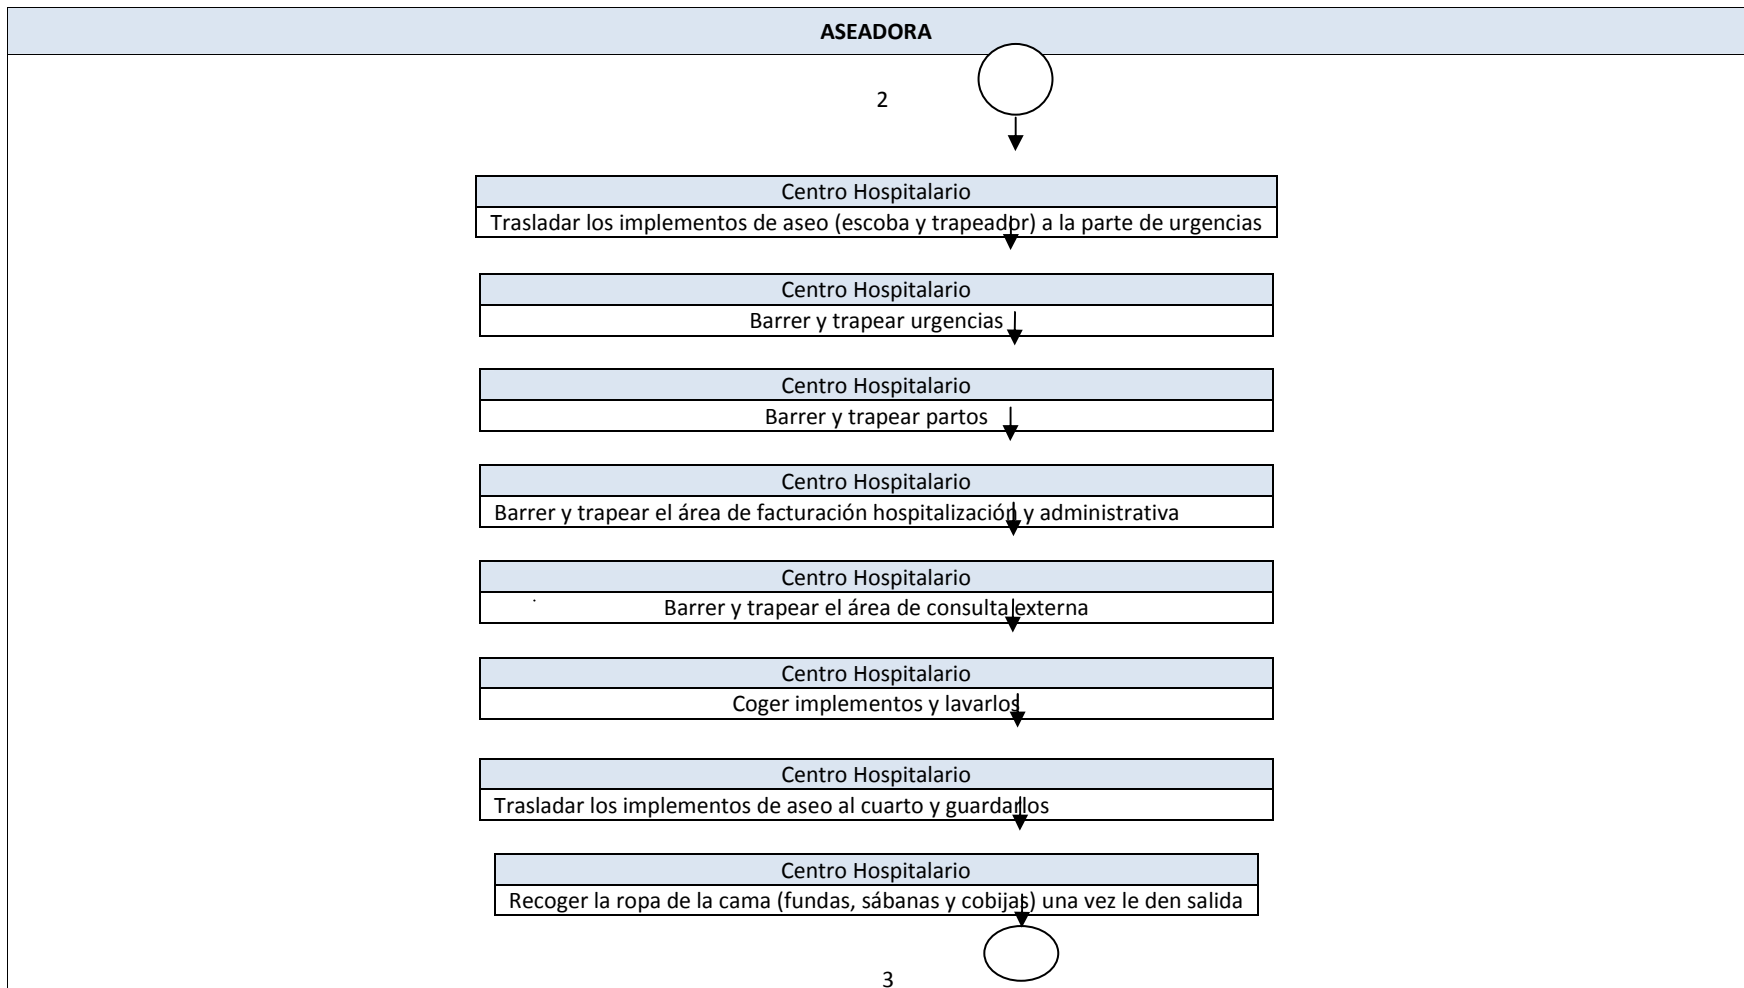 ASEADORA
2
Centro Hospitalario
Trasladar los implementos de aseo (escoba y trapeador) a la parte de urgencias
Centro Hospitalario
Barrer y trapear urgencias
Centro Hospitalario
Barrer y trapear partos
Centro Hospitalario
Barrer y trapear el área de facturación hospitalización y administrativa
Centro Hospitalario
Barrer y trapear el área de consulta externa
Centro Hospitalario
Coger implementos y lavarlos
Centro Hospitalario
Trasladar los implementos de aseo al cuarto y guardarlos
Centro Hospitalario
Recoger la ropa de la cama (fundas, sábanas y cobijas) una vez le den salida
3